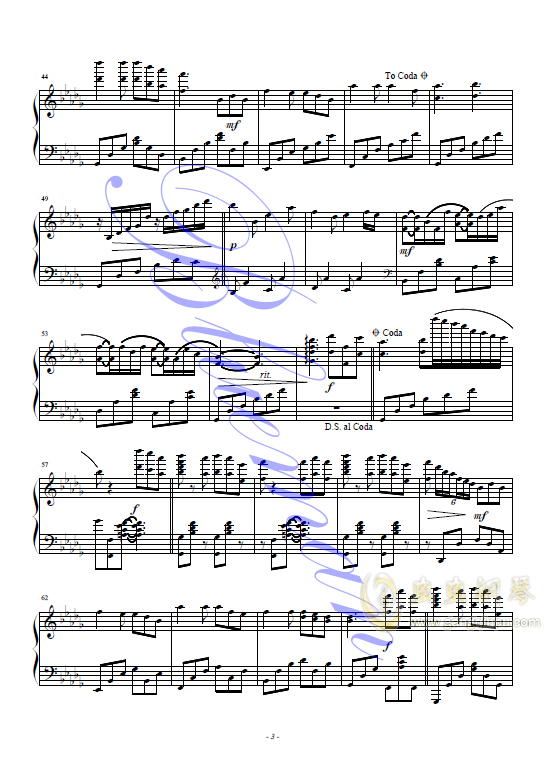 44
To Coda
mf
49
p
mf
53
Coda
rit.
f
D.S. al Coda
57
f
f
6
mf
62
f
- 3 -